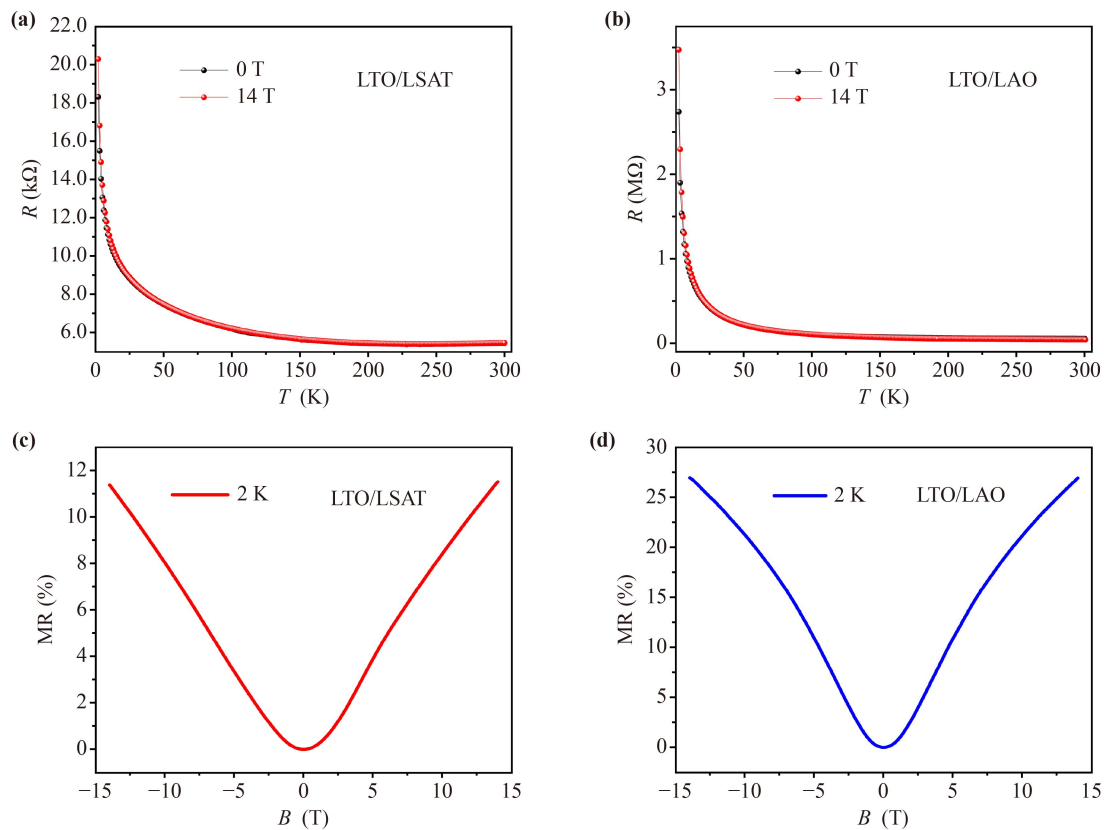 (a)
22.0
20.0
18.0
16.0
14.0
12.0
10.0
8.0
6.0
R (kΩ)
0 T
14 T
LTO/LSAT
0 50 100 150 200 250 300
T (K)
(b)
3
2
1
0
R (MΩ)
0 T
14 T
LTO/LAO
0 50 100 150 200 250 300
T (K)
(c)
12
10
8
6
4
2
0
MR (%)
2 K
LTO/LSAT
−15 −10 −5 0 5 10 15
B (T)
(d)
30
25
20
15
10
5
0
MR (%)
2 K
LTO/LAO
−15 −10 −5 0 5 10 15
B (T)